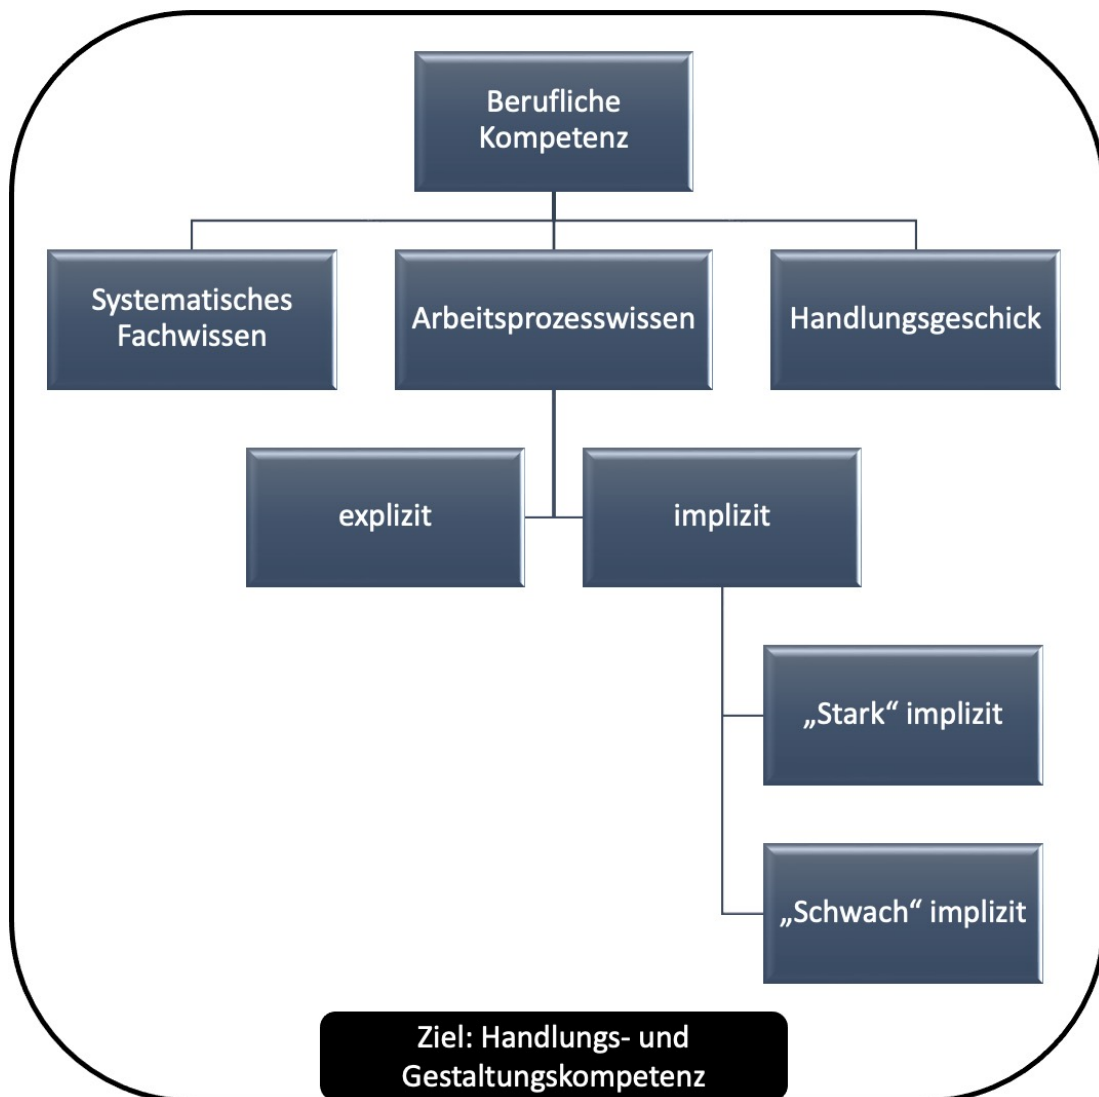 Berufliche
Kompetenz
Systematisches
Fachwissen
Arbeitsprozesswissen
Handlungsgeschick
explizit
implizit
„Stark“ implizit
„Schwach“ implizit
Ziel: Handlungs- und
Gestaltungskompetenz